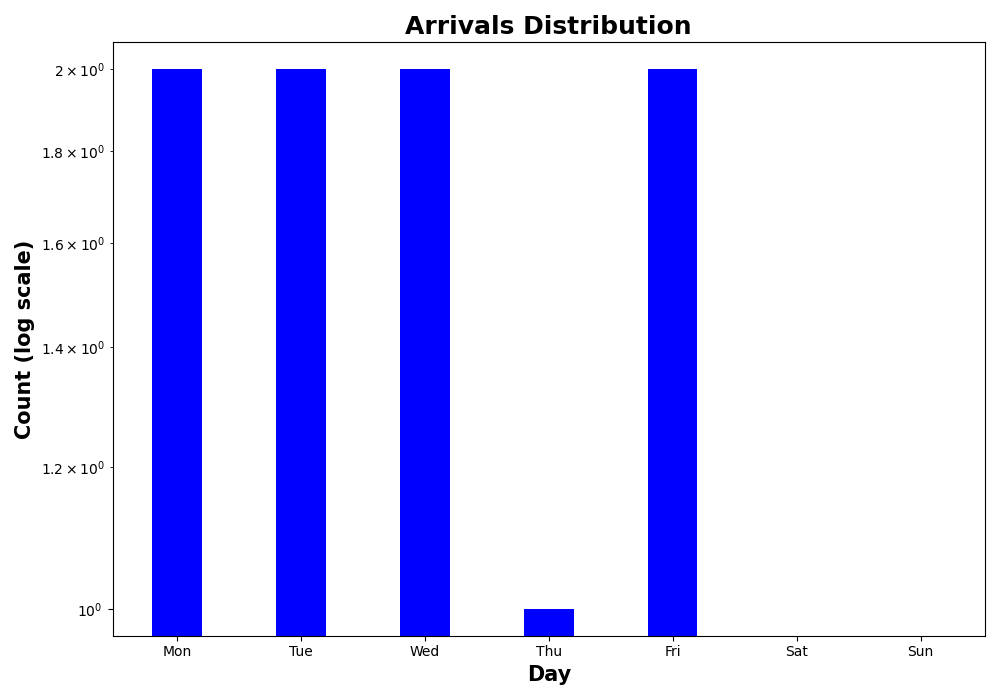 Arrivals Distribution
Count (log scale)
2 × 10⁰
1.8 × 10⁰
1.6 × 10⁰
1.4 × 10⁰
1.2 × 10⁰
10⁰
Mon Tue Wed Thu Fri Sat Sun
Day